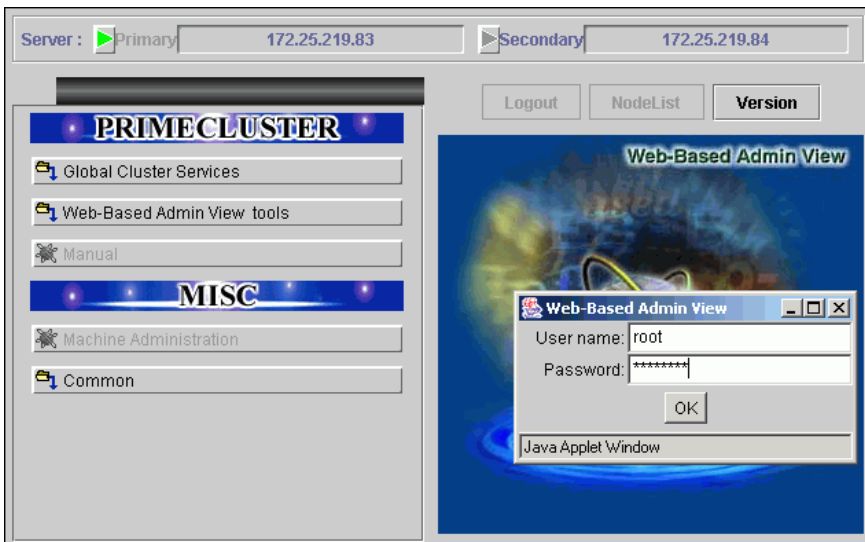 Server : Primary 172.25.219.83 Secondary 172.25.219.84
Logout NodeList Version
PRIMECLUSTER
Global Cluster Services
Web-Based Admin View tools
Manual
MISC
Machine Administration
Common
Web-Based Admin View
Web-Based Admin View
User name: root
Password: ********
OK
Java Applet Window